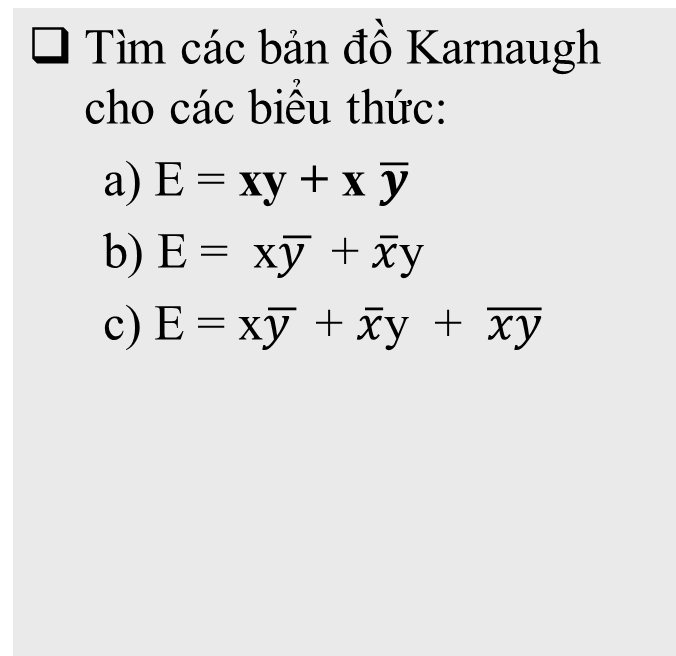 ❑ Tìm các bản đồ Karnaugh
cho các biểu thức:
a) E = xy + x y̅
b) E = xy̅ + x̅y
c) E = xy̅ + x̅y + x̅y̅